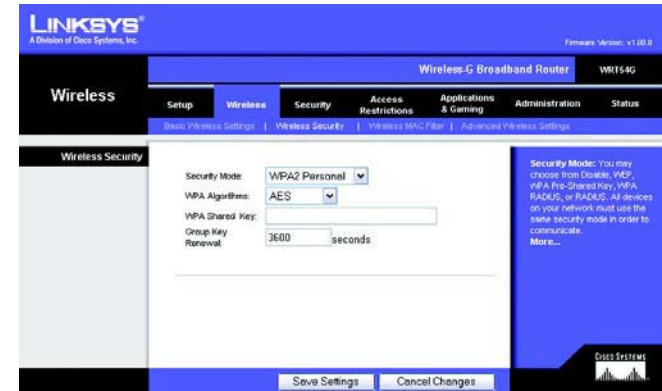 LINKSYS®
A Division of Cisco Systems, Inc.
Firmware Version: v1.00.0
Wireless-G Broadband Router WRT54G
Wireless
Setup Wireless Security Access Restrictions Applications & Gaming Administration Status
Basic Wireless Settings | Wireless Security | Wireless MAC Filter | Advanced Wireless Settings
Wireless Security
Security Mode: WPA2 Personal
WPA Algorithms: AES
WPA Shared Key:
Group Key Renewal: 3600 seconds
Security Mode: You may
choose from Disable, WEP,
WPA Pre-Shared Key, WPA
RADIUS, or RADIUS. All devices
on your network must use the
same security mode in order to
communicate.
More...
CISCO SYSTEMS
Save Settings Cancel Changes